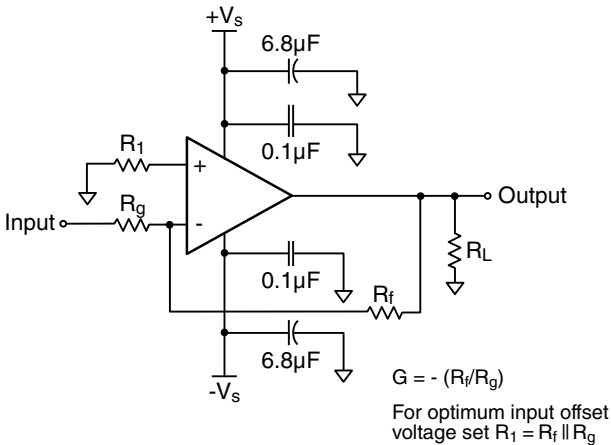 +Vs
6.8µF
R1
+
0.1µF
Input
Rg
-
Output
RL
0.1µF
Rf
6.8µF
-Vs
G = - (Rf/Rg)
For optimum input offset
voltage set R1 = Rf || Rg